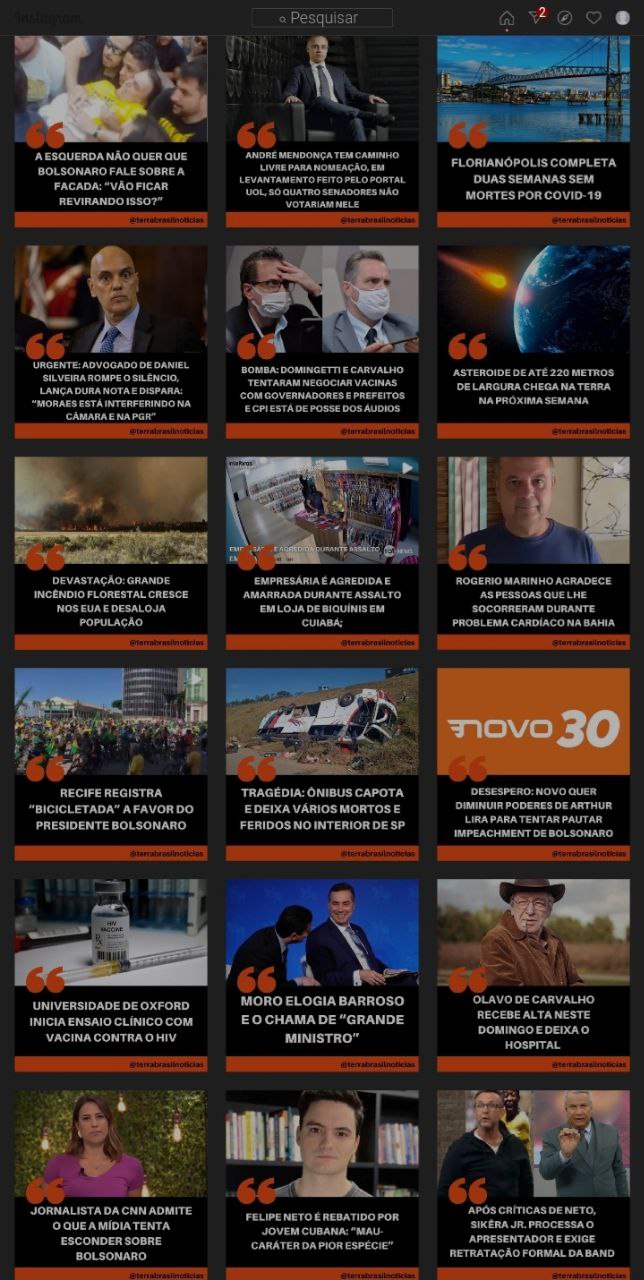 Instagram
Pesquisar
2
A ESQUERDA NÃO QUER QUE
BOLSONARO FALE SOBRE A
FACADA: “VÃO FICAR
REVIRANDO ISSO?”
@terrabrasilnoticias
ANDRÉ MENDONÇA TEM CAMINHO
LIVRE PARA NOMEAÇÃO, EM
LEVANTAMENTO FEITO PELO PORTAL
UOL, SÓ QUATRO SENADORES NÃO
VOTARIAM NELE
@terrabrasilnoticias
FLORIANÓPOLIS COMPLETA
DUAS SEMANAS SEM
MORTES POR COVID-19
@terrabrasilnoticias
URGENTE: ADVOGADO DE DANIEL
SILVEIRA ROMPE O SILÊNCIO,
LANÇA DURA NOTA E DISPARA:
“MORAES ESTÁ INTERFERINDO NA
CÂMARA E NA PGR”
@terrabrasilnoticias
BOMBA: DOMINGETTI E CARVALHO
TENTARAM NEGOCIAR VACINAS
COM GOVERNADORES E PREFEITOS
E CPI ESTÁ DE POSSE DOS ÁUDIOS
@terrabrasilnoticias
ASTEROIDE DE ATÉ 220 METROS
DE LARGURA CHEGA NA TERRA
NA PRÓXIMA SEMANA
@terrabrasilnoticias
DEVASTAÇÃO: GRANDE
INCÊNDIO FLORESTAL CRESCE
NOS EUA E DESALOJA
POPULAÇÃO
@terrabrasilnoticias
intelbras
AGREDIDA DURANTE ASSALTO
NEWS
EMPRESÁRIA É AGREDIDA E
AMARRADA DURANTE ASSALTO
EM LOJA DE BIQUÍNIS EM
CUIABÁ;
@terrabrasilnoticias
ROGERIO MARINHO AGRADECE
AS PESSOAS QUE LHE
SOCORRERAM DURANTE
PROBLEMA CARDÍACO NA BAHIA
@terrabrasilnoticias
RECIFE REGISTRA
“BICICLETADA” A FAVOR DO
PRESIDENTE BOLSONARO
@terrabrasilnoticias
TRAGÉDIA: ÔNIBUS CAPOTA
E DEIXA VÁRIOS MORTOS E
FERIDOS NO INTERIOR DE SP
@terrabrasilnoticias
NOVO 30
DESESPERO: NOVO QUER
DIMINUIR PODERES DE ARTHUR
LIRA PARA TENTAR PAUTAR
IMPEACHMENT DE BOLSONARO
@terrabrasilnoticias
HIV
VACCINE
UNIVERSIDADE DE OXFORD
INICIA ENSAIO CLÍNICO COM
VACINA CONTRA O HIV
@terrabrasilnoticias
MORO ELOGIA BARROSO
E O CHAMA DE “GRANDE
MINISTRO”
@terrabrasilnoticias
OLAVO DE CARVALHO
RECEBE ALTA NESTE
DOMINGO E DEIXA O
HOSPITAL
@terrabrasilnoticias
JORNALISTA DA CNN ADMITE
O QUE A MÍDIA TENTA
ESCONDER SOBRE
BOLSONARO
@terrabrasilnoticias
FELIPE NETO É REBATIDO POR
JOVEM CUBANA: “MAU-
CARÁTER DA PIOR ESPÉCIE”
@terrabrasilnoticias
APÓS CRÍTICAS DE NETO,
SIKÊRA JR. PROCESSA O
APRESENTADOR E EXIGE
RETRATAÇÃO FORMAL DA BAND
@terrabrasilnoticias